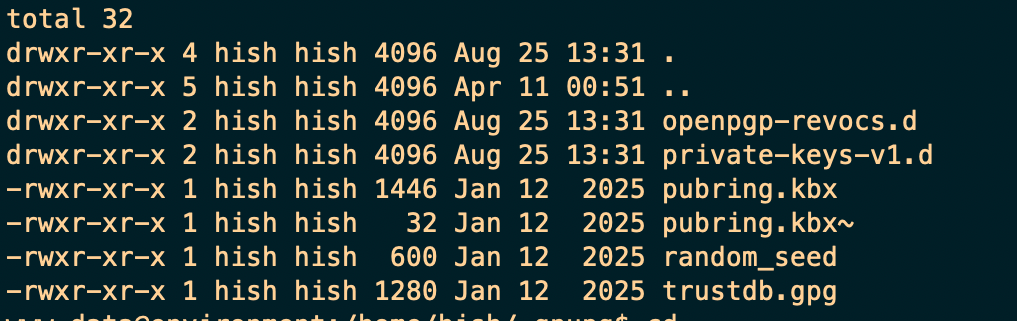 total 32
drwxr-xr-x 4 hish hish 4096 Aug 25 13:31 .
drwxr-xr-x 5 hish hish 4096 Apr 11 00:51 ..
drwxr-xr-x 2 hish hish 4096 Aug 25 13:31 openpgp-revocs.d
drwxr-xr-x 2 hish hish 4096 Aug 25 13:31 private-keys-v1.d
-rwxr-xr-x 1 hish hish 1446 Jan 12  2025 pubring.kbx
-rwxr-xr-x 1 hish hish   32 Jan 12  2025 pubring.kbx~
-rwxr-xr-x 1 hish hish  600 Jan 12  2025 random_seed
-rwxr-xr-x 1 hish hish 1280 Jan 12  2025 trustdb.gpg